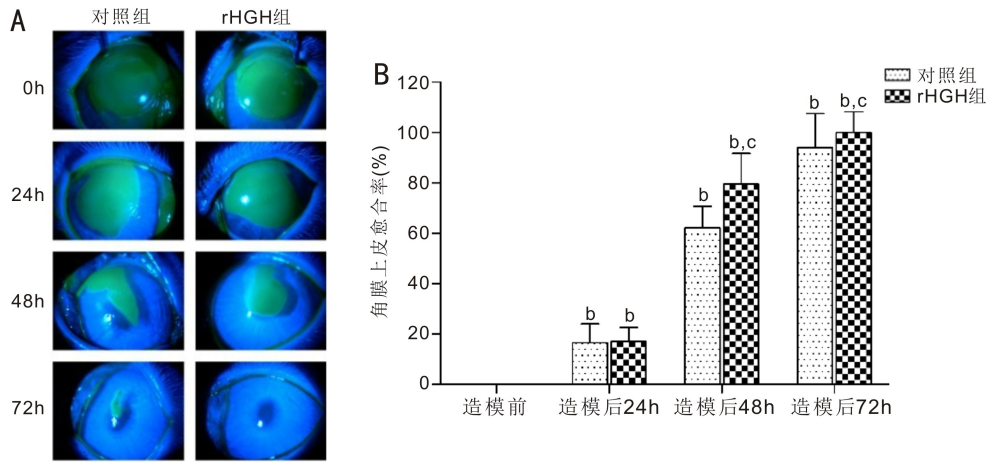 A
对照组 rHGH组
0h
24h
48h
72h
B
对照组
rHGH组
角膜上皮愈合率(%)
120
100
80
60
40
20
0
b b
b b,c
b b,c
造模前 造模后24h 造模后48h 造模后72h